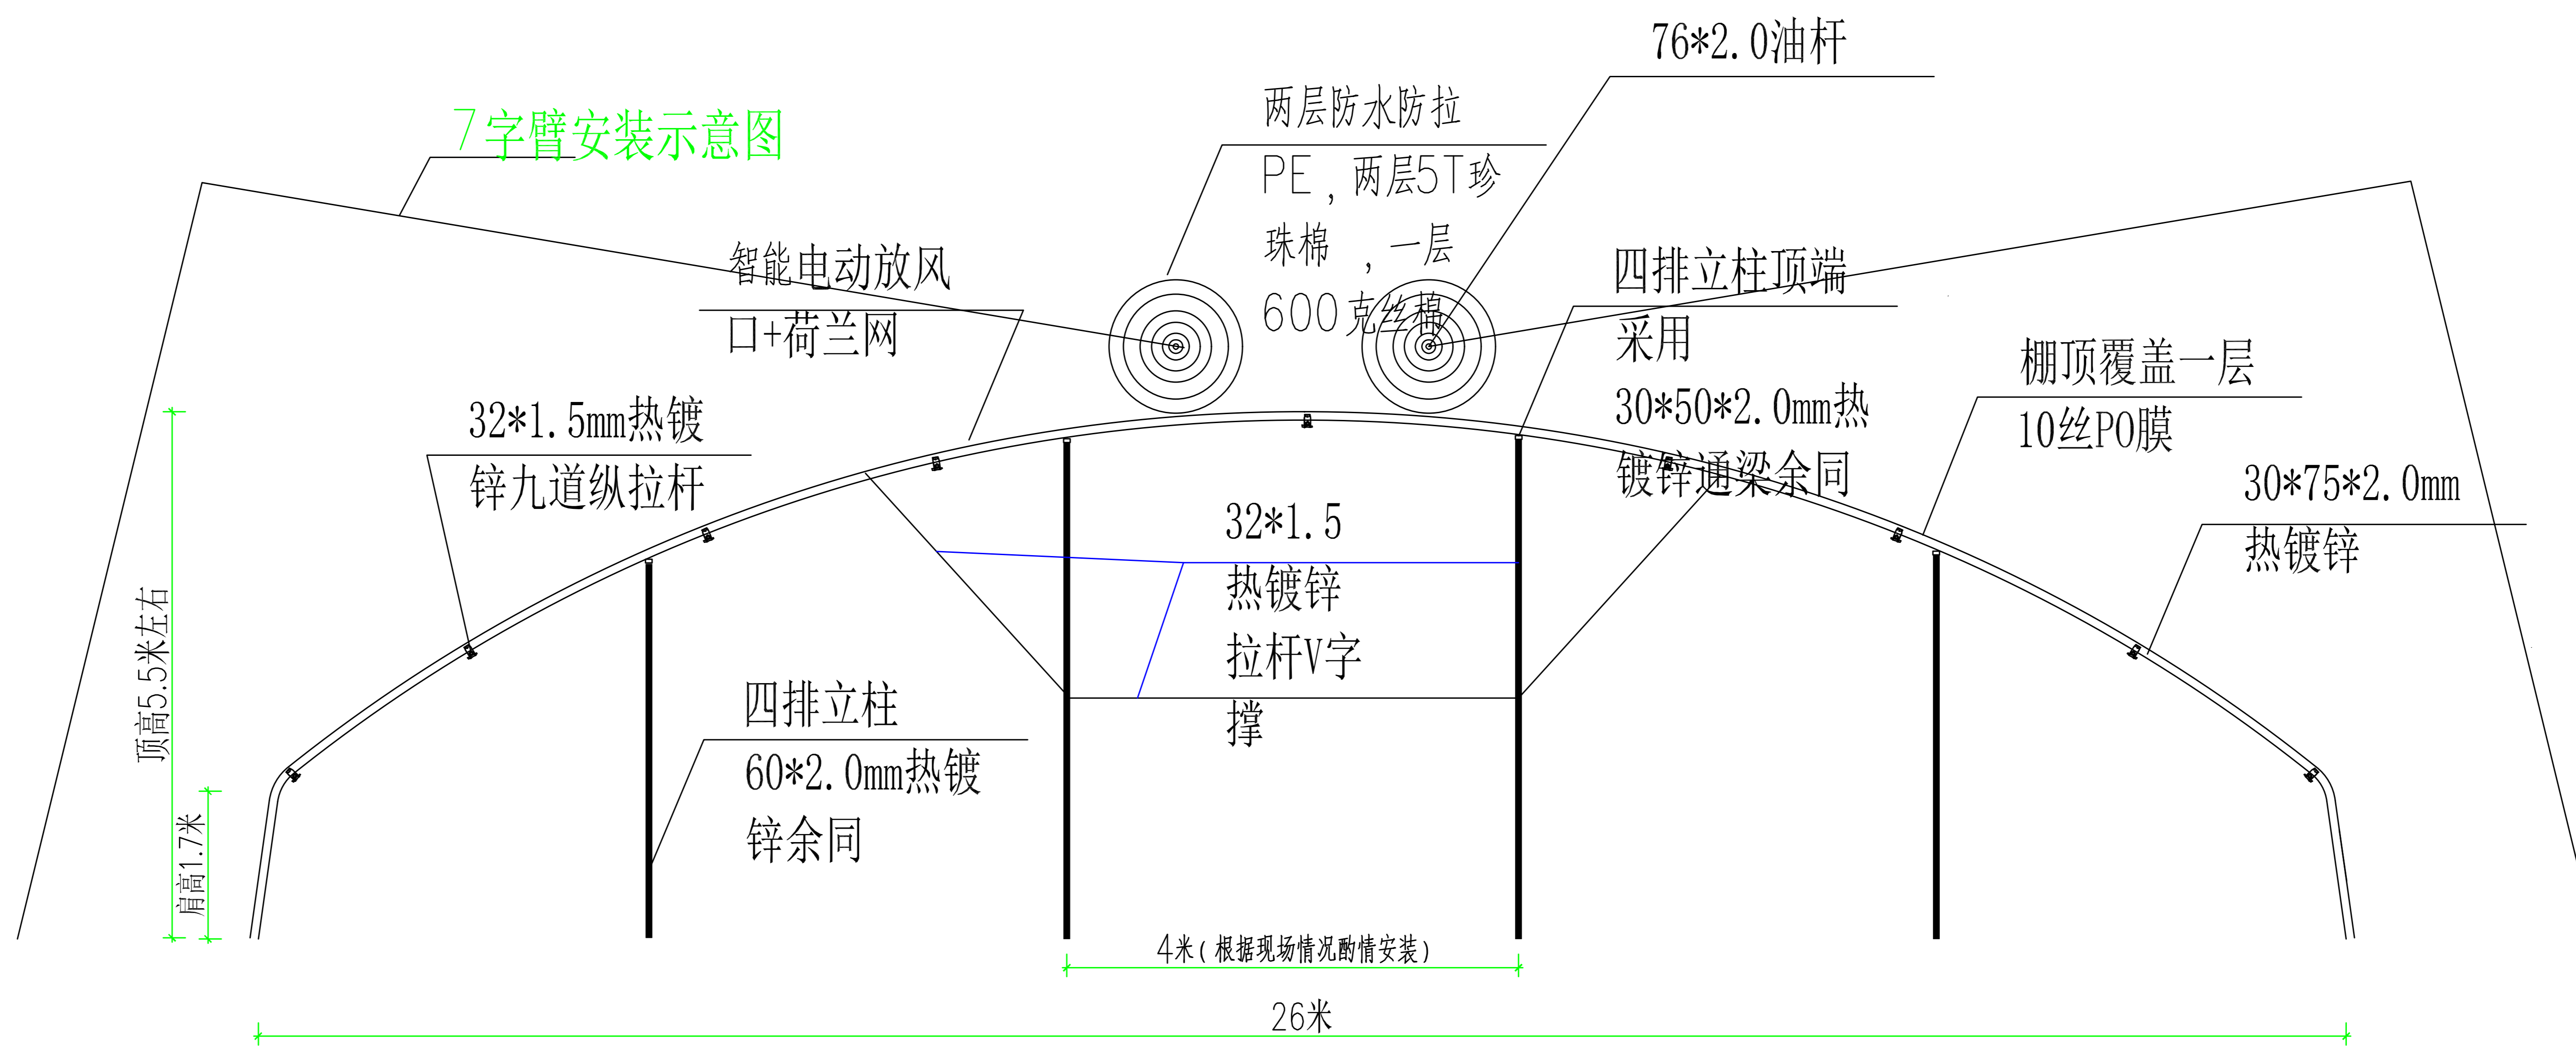 76*2.0油杆
7字臂安装示意图
两层防水防拉
PE，两层5T珍
珠棉 ，一层
600克丝棉
智能电动放风
口+荷兰网
四排立柱顶端
采用
30*50*2.0mm热
镀锌通梁余同
棚顶覆盖一层
10丝PO膜
32*1.5mm热镀
锌九道纵拉杆
30*75*2.0mm
热镀锌
32*1.5
热镀锌
拉杆V字
撑
四排立柱
60*2.0mm热镀
锌余同
顶高5.5米左右
肩高1.7米
4米(根据现场情况酌情安装)
26米